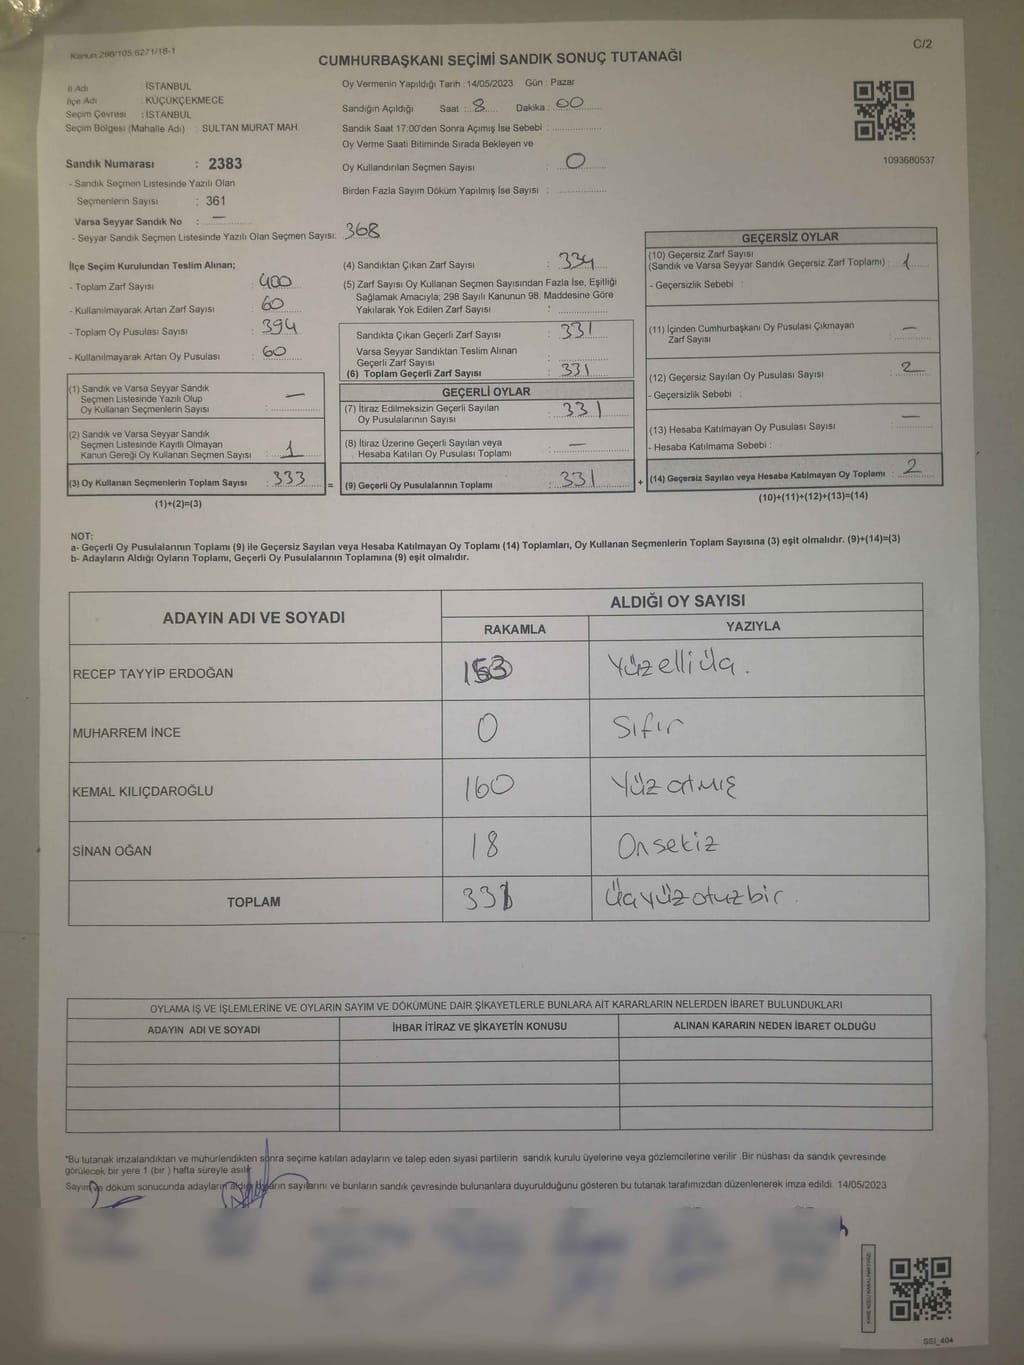 Kanun:298/105,6271/18-1
C/2
CUMHURBAŞKANI SEÇİMİ SANDIK SONUÇ TUTANAĞI
İl Adı İSTANBUL
İlçe Adı : KÜÇÜKÇEKMECE
Seçim Çevresi : İSTANBUL
Seçim Bölgesi (Mahalle Adı) : SULTAN MURAT MAH
Sandık Numarası : 2383
- Sandık Seçmen Listesinde Yazılı Olan
Seçmenlerin Sayısı : 361
Varsa Seyyar Sandık No : —
- Seyyar Sandık Seçmen Listesinde Yazılı Olan Seçmen Sayısı: 368
Oy Vermenin Yapıldığı Tarih : 14/05/2023 Gün : Pazar
Sandığın Açıldığı Saat : 8 Dakika : 00
Sandık Saat 17:00'den Sonra Açımış İse Sebebi :
Oy Verme Saati Bitiminde Sırada Bekleyen ve
Oy Kullandırılan Seçmen Sayısı : 0
Birden Fazla Sayım Döküm Yapılmış İse Sayısı :
1093680537
İlçe Seçim Kurulundan Teslim Alınan;
- Toplam Zarf Sayısı : 400
- Kullanılmayarak Artan Zarf Sayısı : 60
- Toplam Oy Pusulası Sayısı : 394
- Kullanılmayarak Artan Oy Pusulası : 60
(1) Sandık ve Varsa Seyyar Sandık
Seçmen Listesinde Yazılı Olup
Oy Kullanan Seçmenlerin Sayısı : —
(2) Sandık ve Varsa Seyyar Sandık
Seçmen Listesinde Kayıtlı Olmayan
Kanun Gereği Oy Kullanan Seçmen Sayısı : 1
(3) Oy Kullanan Seçmenlerin Toplam Sayısı : 333 =
(1)+(2)=(3)
(4) Sandıktan Çıkan Zarf Sayısı : 334
(5) Zarf Sayısı Oy Kullanan Seçmen Sayısından Fazla İse, Eşitliği
Sağlamak Amacıyla; 298 Sayılı Kanunun 98. Maddesine Göre
Yakılarak Yok Edilen Zarf Sayısı :
Sandıkta Çıkan Geçerli Zarf Sayısı : 331
Varsa Seyyar Sandıktan Teslim Alınan
Geçerli Zarf Sayısı :
(6) Toplam Geçerli Zarf Sayısı : 331
GEÇERLİ OYLAR
(7) İtiraz Edilmeksizin Geçerli Sayılan
Oy Pusulalarının Sayısı : 331
(8) İtiraz Üzerine Geçerli Sayılan veya
Hesaba Katılan Oy Pusulası Toplamı : —
(9) Geçerli Oy Pusulalarının Toplamı : 331 +
GEÇERSİZ OYLAR
(10) Geçersiz Zarf Sayısı
(Sandık ve Varsa Seyyar Sandık Geçersiz Zarf Toplamı) : 1
- Geçersizlik Sebebi :
(11) İçinden Cumhurbaşkanı Oy Pusulası Çıkmayan
Zarf Sayısı : —
(12) Geçersiz Sayılan Oy Pusulası Sayısı : 2
- Geçersizlik Sebebi :
(13) Hesaba Katılmayan Oy Pusulası Sayısı : —
- Hesaba Katılmama Sebebi :
(14) Geçersiz Sayılan veya Hesaba Katılmayan Oy Toplamı : 2
(10)+(11)+(12)+(13)=(14)
NOT:
a- Geçerli Oy Pusulalarının Toplamı (9) ile Geçersiz Sayılan veya Hesaba Katılmayan Oy Toplamı (14) Toplamları, Oy Kullanan Seçmenlerin Toplam Sayısına (3) eşit olmalıdır. (9)+(14)=(3)
b- Adayların Aldığı Oyların Toplamı, Geçerli Oy Pusulalarının Toplamına (9) eşit olmalıdır.
ADAYIN ADI VE SOYADI ALDIĞI OY SAYISI
RAKAMLA YAZIYLA
RECEP TAYYİP ERDOĞAN 153 Yüzelliüç.
MUHARREM İNCE 0 Sıfır
KEMAL KILIÇDAROĞLU 160 Yüzatmış
SİNAN OĞAN 18 Onsekiz
TOPLAM 331 Üçyüzotuzbir.
OYLAMA İŞ VE İŞLEMLERİNE VE OYLARIN SAYIM VE DÖKÜMÜNE DAİR ŞİKAYETLERLE BUNLARA AİT KARARLARIN NELERDEN İBARET BULUNDUKLARI
ADAYIN ADI VE SOYADI İHBAR İTİRAZ VE ŞİKAYETİN KONUSU ALINAN KARARIN NEDEN İBARET OLDUĞU
*Bu tutanak imzalandıktan ve mühürlendikten sonra seçime katılan adayların ve talep eden siyasi partilerin sandık kurulu üyelerine veya gözlemcilerine verilir .Bir nüshası da sandık çevresinde
görülecek bir yere 1 (bir ) hafta süreyle asılır.
Sayım ve döküm sonucunda adayların aldığı oyların sayılarını ve bunların sandık çevresinde bulunanlara duyurulduğunu gösteren bu tutanak tarafımızdan düzenlenerek imza edildi. 14/05/2023
SEI_404